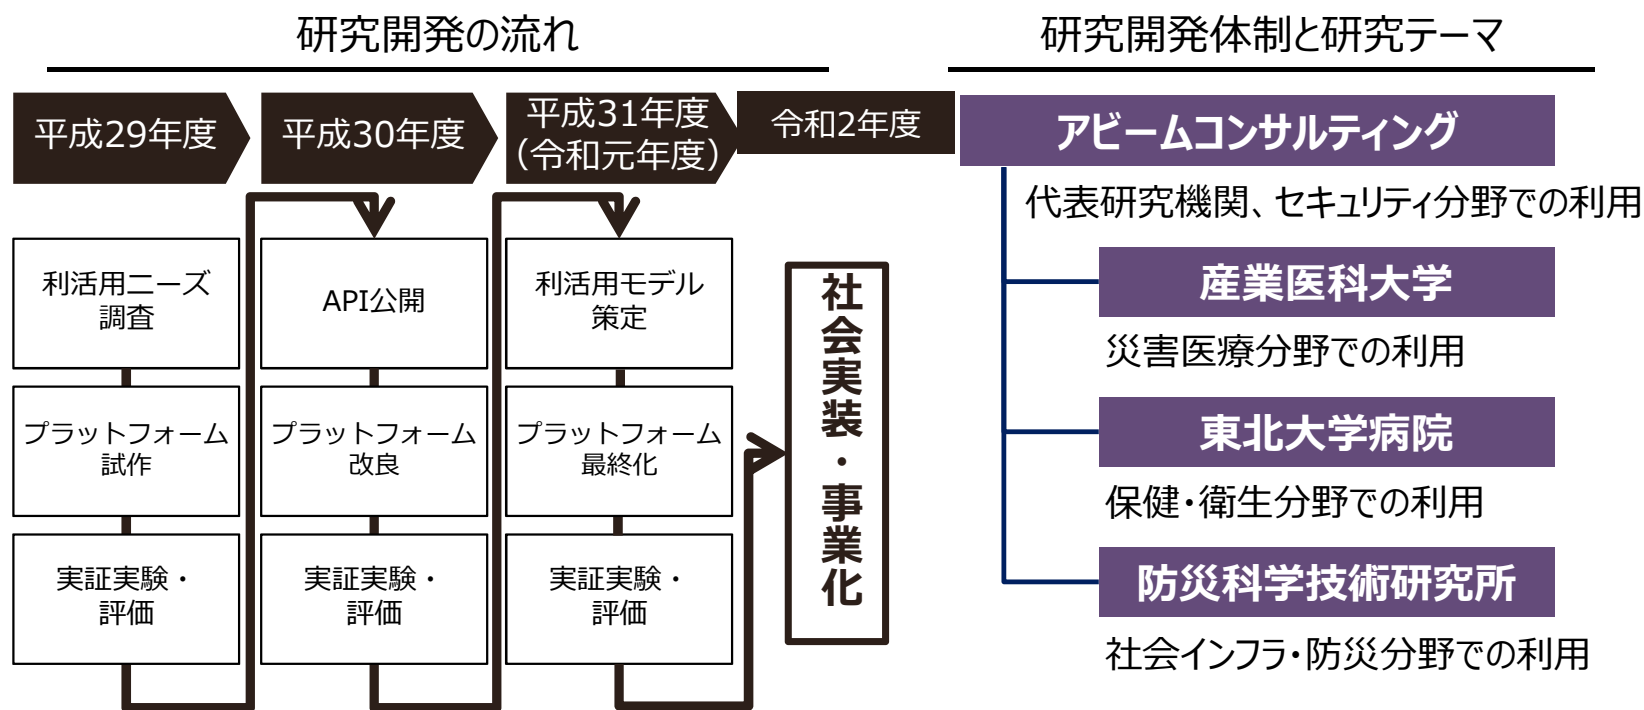 研究開発の流れ
平成29年度
平成30年度
平成31年度
（令和元年度）
令和2年度
利活用ニーズ
調査
プラットフォーム
試作
実証実験・
評価
API公開
プラットフォーム
改良
実証実験・
評価
利活用モデル
策定
プラットフォーム
最終化
実証実験・
評価
社会実装・事業化
研究開発体制と研究テーマ
アビームコンサルティング
代表研究機関、セキュリティ分野での利用
産業医科大学
災害医療分野での利用
東北大学病院
保健・衛生分野での利用
防災科学技術研究所
社会インフラ・防災分野での利用